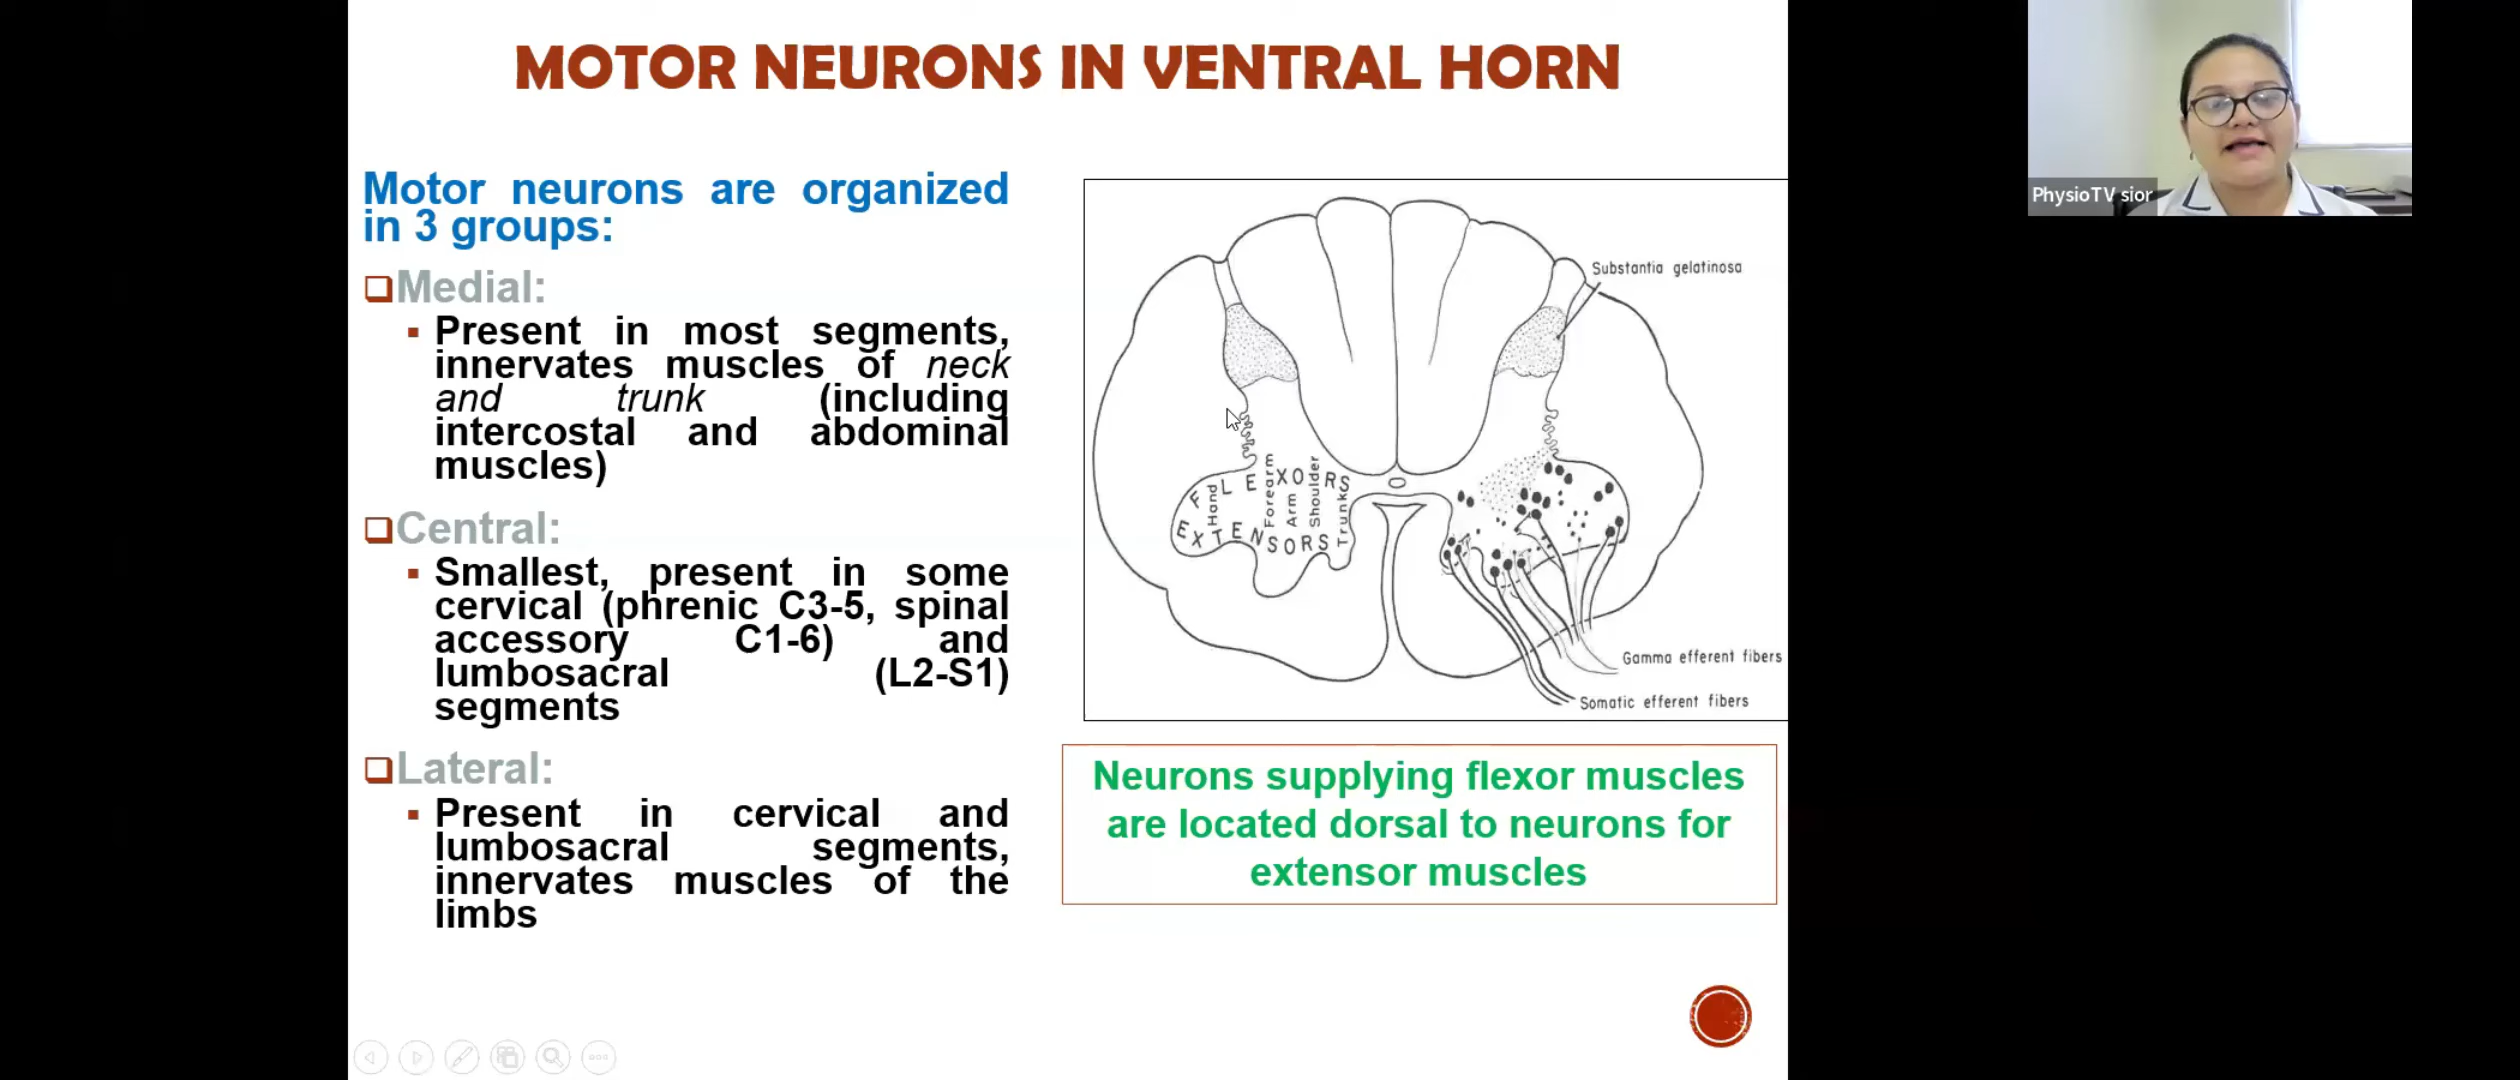 MOTOR NEURONS IN VENTRAL HORN
PhysioTV sior
Motor neurons are organized
in 3 groups:
Medial:
Present in most segments,
innervates muscles of neck
and trunk (including
intercostal and abdominal
muscles)
Central:
Smallest, present in some
cervical (phrenic C3-5, spinal
accessory C1-6) and
lumbosacral (L2-S1)
segments
Lateral:
Present in cervical and
lumbosacral segments,
innervates muscles of the
limbs
Substantia gelatinosa
FLEXORS
Hand
Forearm
Arm
Shoulder
Trunk
EXTENSORS
Gamma efferent fibers
Somatic efferent fibers
Neurons supplying flexor muscles
are located dorsal to neurons for
extensor muscles